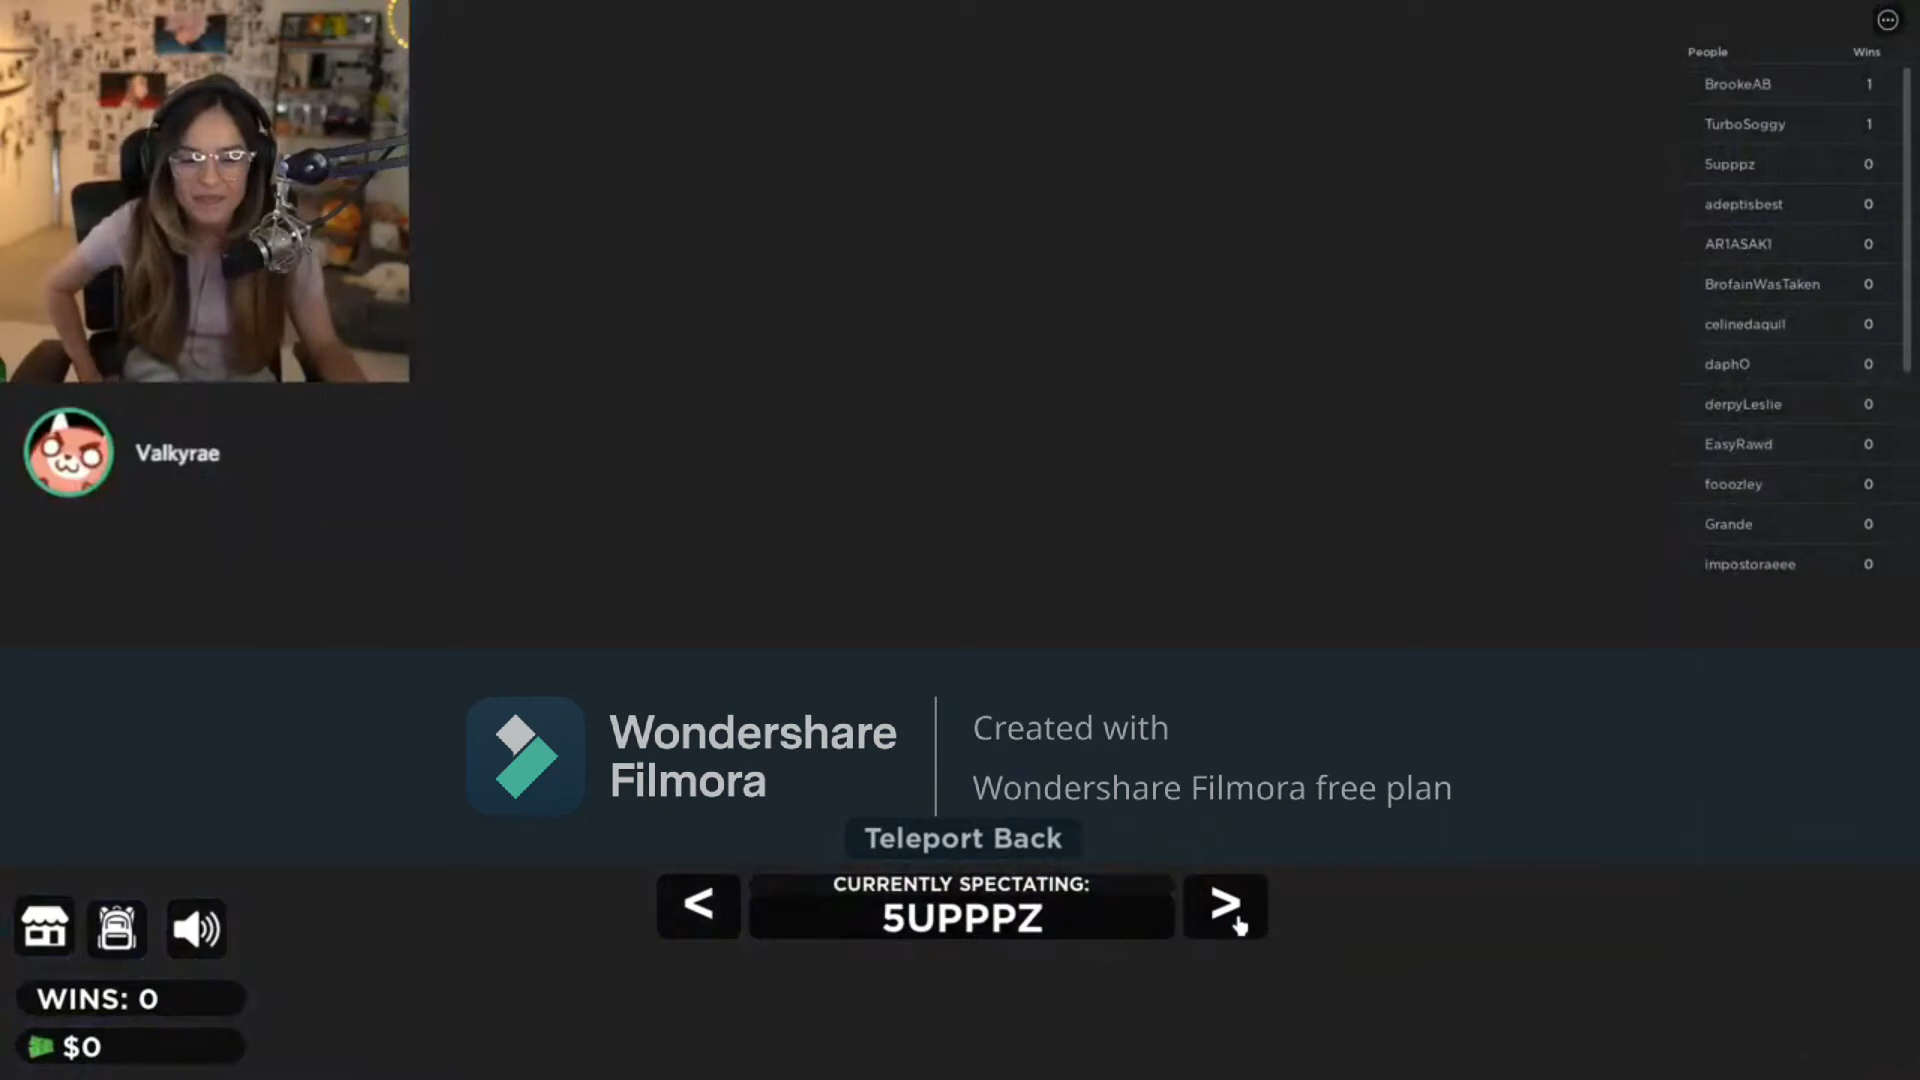 People Wins
BrookeAB 1
TurboSoggy 1
5upppz 0
adeptisbest 0
AR1ASAK1 0
BrofainWasTaken 0
celinedaquil 0
daphO 0
derpyLeslie 0
EasyRawd 0
fooozley 0
Grande 0
impostoraeee 0
Valkyrae
Wondershare
Filmora
Created with
Wondershare Filmora free plan
Teleport Back
<
CURRENTLY SPECTATING:
5UPPPZ
>
WINS: 0
$0